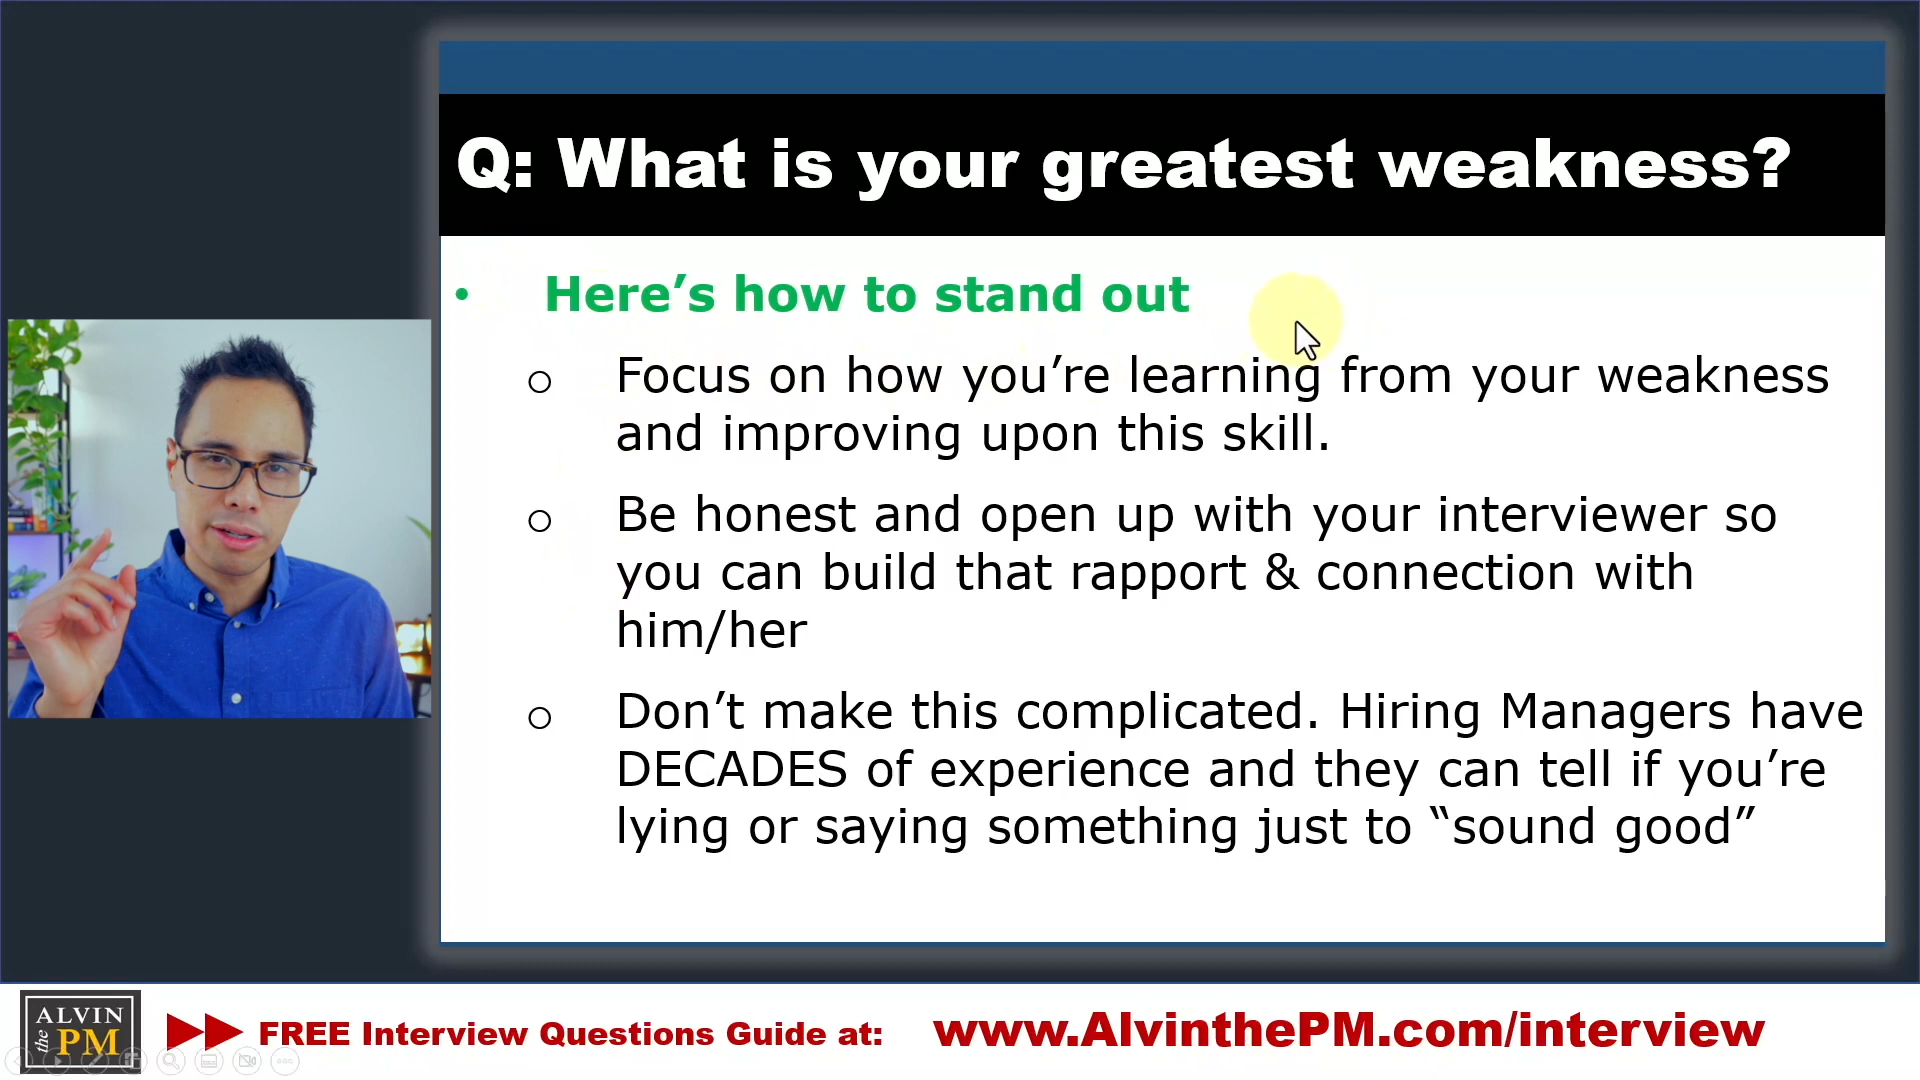 Q: What is your greatest weakness?
• Here’s how to stand out
o Focus on how you’re learning from your weakness
and improving upon this skill.
o Be honest and open up with your interviewer so
you can build that rapport & connection with
him/her
o Don’t make this complicated. Hiring Managers have
DECADES of experience and they can tell if you’re
lying or saying something just to “sound good”
ALVIN
the PM
FREE Interview Questions Guide at: www.AlvinthePM.com/interview